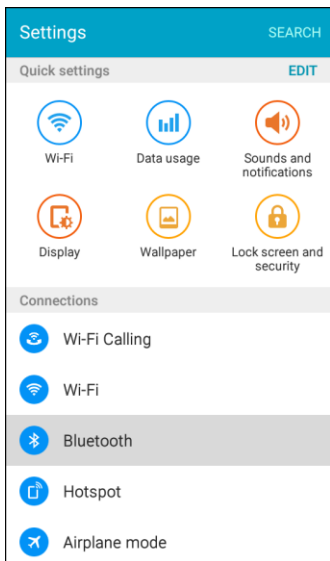 Settings SEARCH
Quick settings EDIT
Wi-Fi Data usage Sounds and
notifications
Display Wallpaper Lock screen and
security
Connections
Wi-Fi Calling
Wi-Fi
Bluetooth
Hotspot
Airplane mode